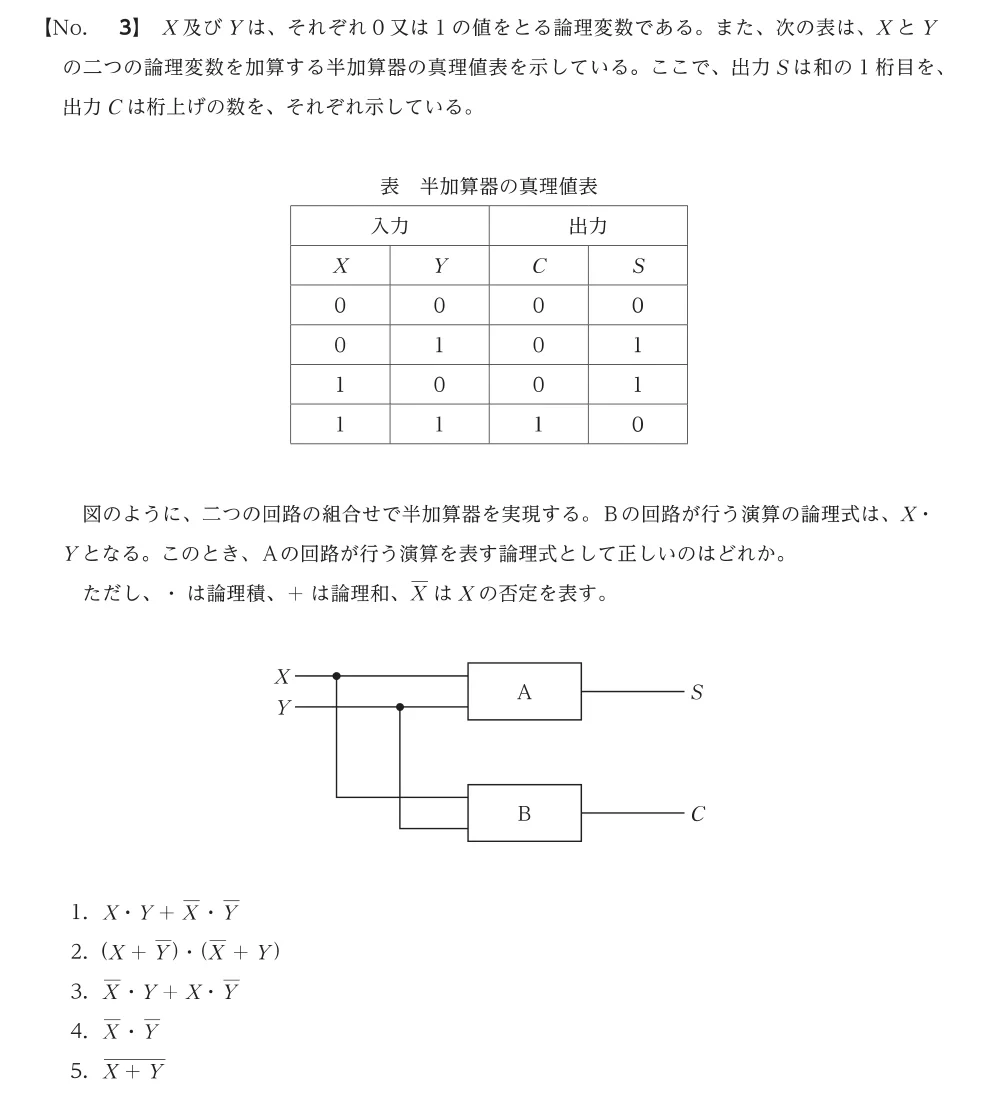 【No. 3】 X及びYは、それぞれ0又は1の値をとる論理変数である。また、次の表は、XとY
の二つの論理変数を加算する半加算器の真理値表を示している。ここで、出力Sは和の1桁目を、
出力Cは桁上げの数を、それぞれ示している。
表 半加算器の真理値表
入力 出力
X Y C S
0 0 0 0
0 1 0 1
1 0 0 1
1 1 1 0
図のように、二つの回路の組合せで半加算器を実現する。Bの回路が行う演算の論理式は、X・
Yとなる。このとき、Aの回路が行う演算を表す論理式として正しいのはどれか。
ただし、・は論理積、+は論理和、X̅はXの否定を表す。
X
A
S
Y
B
C
1. X・Y + X̅・Y̅
2. (X + Y̅)・(X̅ + Y)
3. X̅・Y + X・Y̅
4. X̅・Y̅
5. X̅ ̅+̅ ̅Y̅